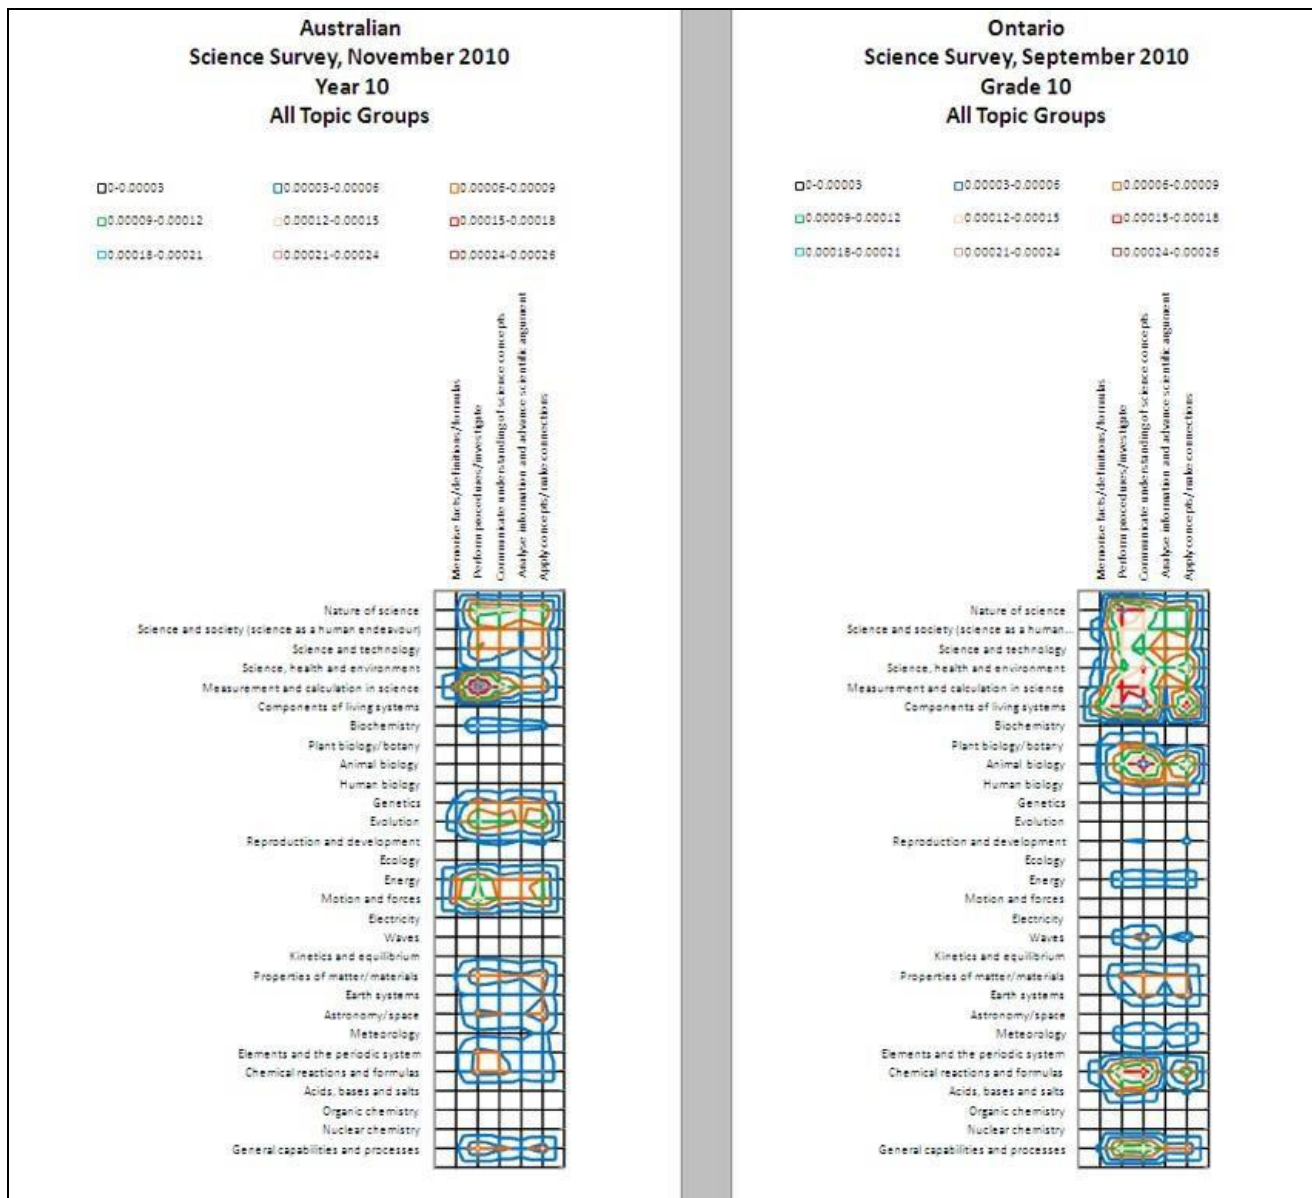 Australian
Science Survey, November 2010
Year 10
All Topic Groups
0-0.00003
0.00003-0.00006
0.00006-0.00009
0.00009-0.00012
0.00012-0.00015
0.00015-0.00018
0.00018-0.00021
0.00021-0.00024
0.00024-0.00026
Memorise facts/definitions/formulas
Perform procedures/investigate
Communicate understanding of science concepts
Analyse information and advance scientific argument
Apply concepts/make connections
Nature of science
Science and society (science as a human endeavour)
Science and technology
Science, health and environment
Measurement and calculation in science
Components of living systems
Biochemistry
Plant biology/botany
Animal biology
Human biology
Genetics
Evolution
Reproduction and development
Ecology
Energy
Motion and forces
Electricity
Waves
Kinetics and equilibrium
Properties of matter/materials
Earth systems
Astronomy/space
Meteorology
Elements and the periodic system
Chemical reactions and formulas
Acids, bases and salts
Organic chemistry
Nuclear chemistry
General capabilities and processes
Ontario
Science Survey, September 2010
Grade 10
All Topic Groups
0-0.00003
0.00003-0.00006
0.00006-0.00009
0.00009-0.00012
0.00012-0.00015
0.00015-0.00018
0.00018-0.00021
0.00021-0.00024
0.00024-0.00026
Memorise facts/definitions/formulas
Perform procedures/investigate
Communicate understanding of science concepts
Analyse information and advance scientific argument
Apply concepts/make connections
Nature of science
Science and society (science as a human...
Science and technology
Science, health and environment
Measurement and calculation in science
Components of living systems
Biochemistry
Plant biology/botany
Animal biology
Human biology
Genetics
Evolution
Reproduction and development
Ecology
Energy
Motion and forces
Electricity
Waves
Kinetics and equilibrium
Properties of matter/materials
Earth systems
Astronomy/space
Meteorology
Elements and the periodic system
Chemical reactions and formulas
Acids, bases and salts
Organic chemistry
Nuclear chemistry
General capabilities and processes